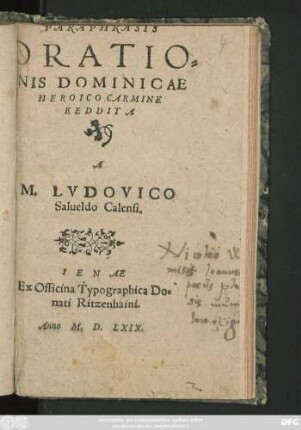 PARAPHRASIS
ORATIO-
NIS DOMINICAE
HEROICO CARMINE
REDDITA
A
M. LVDOVICO
Salueldo Calensi.
IENAE
Ex Officina Typographica Do-
nati Ritzenhaini.
Anno M. D. LXIX.